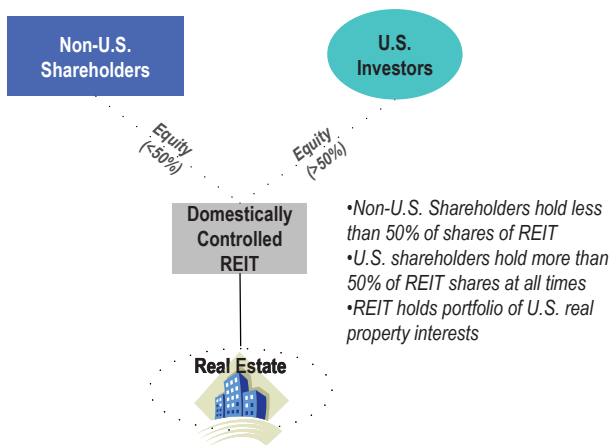 Non-U.S.
Shareholders
U.S.
Investors
Equity
(<50%)
Equity
(>50%)
Domestically
Controlled
REIT
•Non-U.S. Shareholders hold less
than 50% of shares of REIT
•U.S. shareholders hold more than
50% of REIT shares at all times
•REIT holds portfolio of U.S. real
property interests
Real Estate